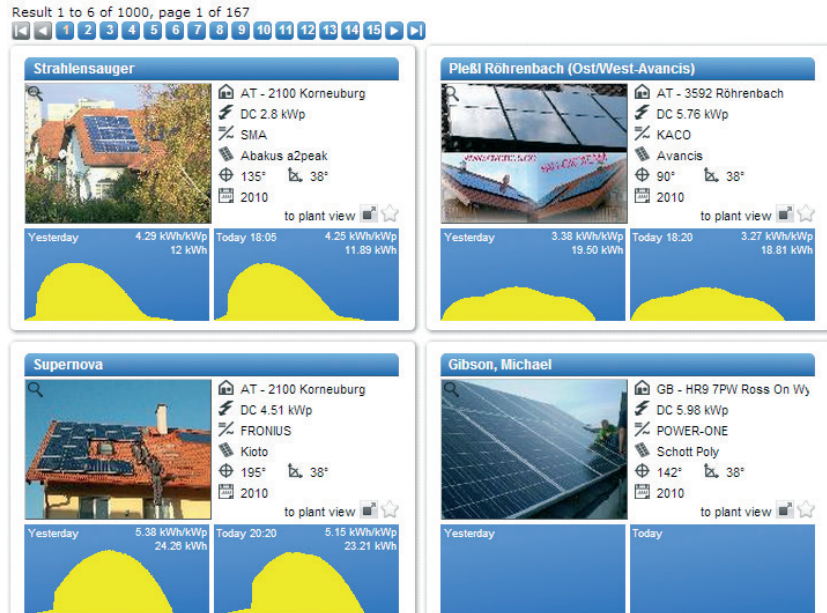 Result 1 to 6 of 1000, page 1 of 167
1 2 3 4 5 6 7 8 9 10 11 12 13 14 15
Strahlensauger
AT - 2100 Korneuburg
DC 2.8 kWp
SMA
Abakus a2peak
135° 38°
2010
to plant view
Yesterday 4.29 kWh/kWp
12 kWh
Today 18:05 4.25 kWh/kWp
11.89 kWh
Pleßl Röhrenbach (Ost/West-Avancis)
AT - 3592 Röhrenbach
DC 5.76 kWp
KACO
Avancis
90° 38°
2010
to plant view
Yesterday 3.38 kWh/kWp
19.50 kWh
Today 18:20 3.27 kWh/kWp
18.81 kWh
Supernova
AT - 2100 Korneuburg
DC 4.51 kWp
FRONIUS
Kioto
195° 38°
2010
to plant view
Yesterday 5.38 kWh/kWp
24.26 kWh
Today 20:20 5.15 kWh/kWp
23.21 kWh
Gibson, Michael
GB - HR9 7PW Ross On Wy
DC 5.98 kWp
POWER-ONE
Schott Poly
142° 38°
2010
to plant view
Yesterday
Today